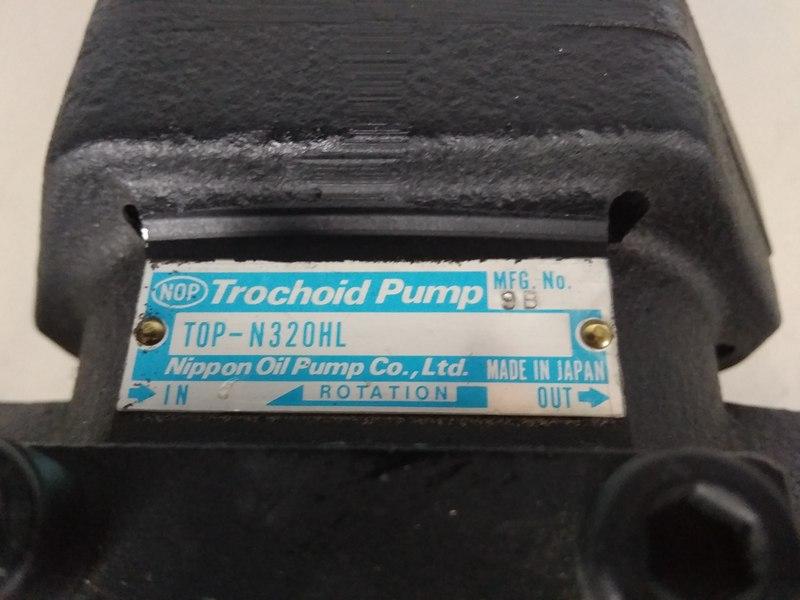 NOP Trochoid Pump
MFG. No.
9B
TOP-N320HL
Nippon Oil Pump Co., Ltd. MADE IN JAPAN
IN ROTATION OUT